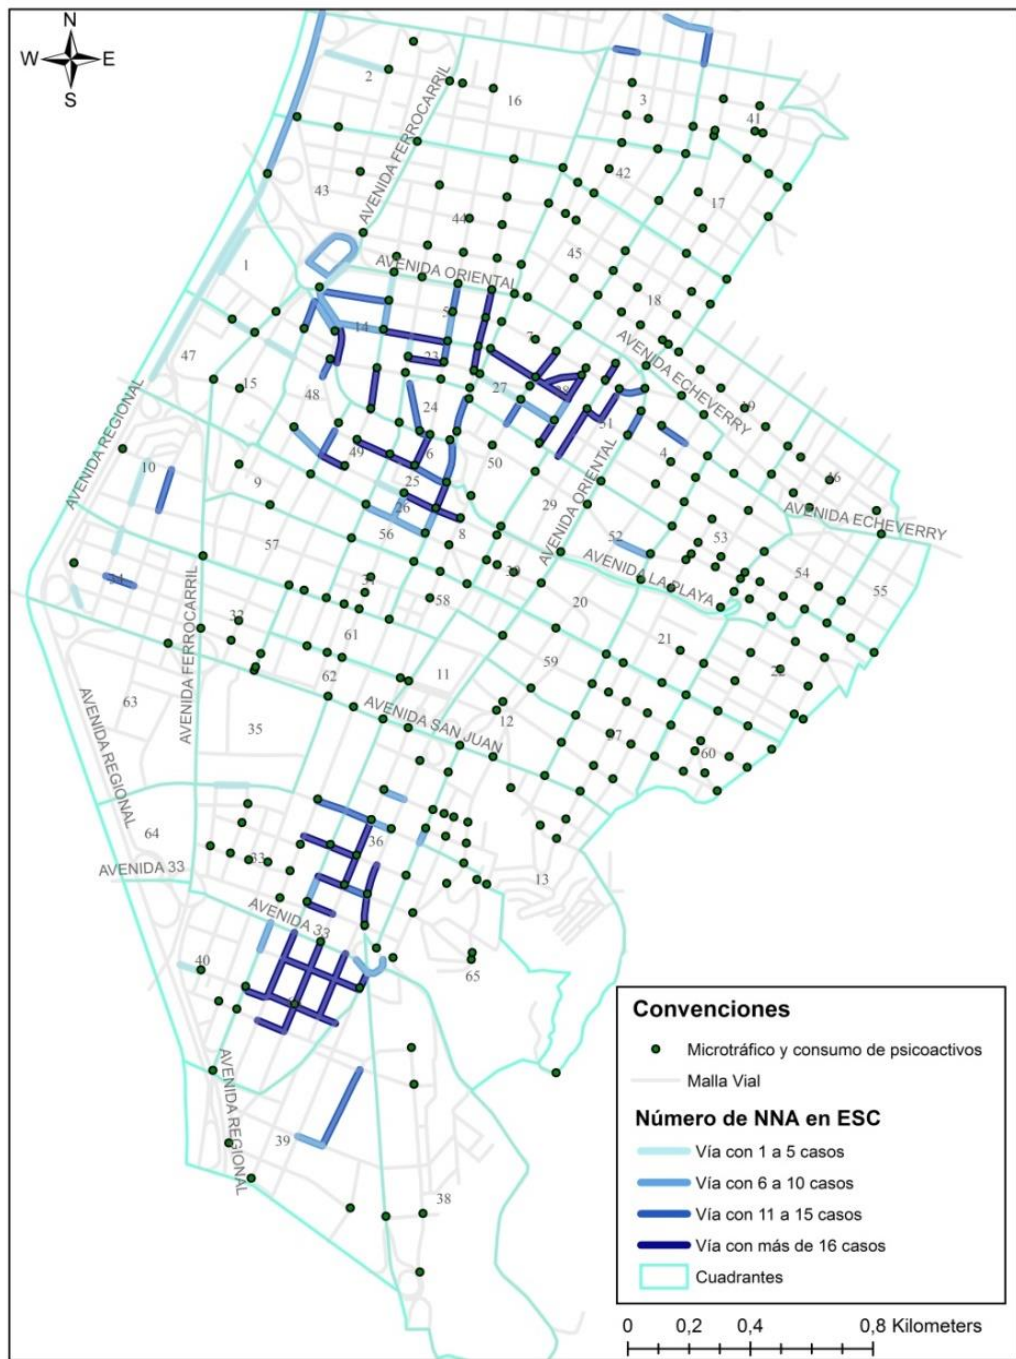 N
W E
S
2
16
3
41
AVENIDA FERROCARRIL
42
43
17
44
45
1
AVENIDA ORIENTAL
18
5
14
7
AVENIDA ECHEVERRY
23
47
27
28
15
19
48
24
51
AVENIDA REGIONAL
49
6
50
4
10
9
25
46
26
29
AVENIDA ORIENTAL
AVENIDA ECHEVERRY
56
8
52
53
57
30
AVENIDA LA PLAYA
54
55
58
20
61
21
62
11
59
22
63
AVENIDA FERROCARRIL
12
35
AVENIDA SAN JUAN
AVENIDA REGIONAL
37
60
64
36
33
AVENIDA 33
13
AVENIDA 33
40
65
Convenciones
Microtráfico y consumo de psicoactivos
Malla Vial
Número de NNA en ESC
Vía con 1 a 5 casos
Vía con 6 a 10 casos
Vía con 11 a 15 casos
Vía con más de 16 casos
Cuadrantes
AVENIDA REGIONAL
39
38
0 0,2 0,4 0,8 Kilometers